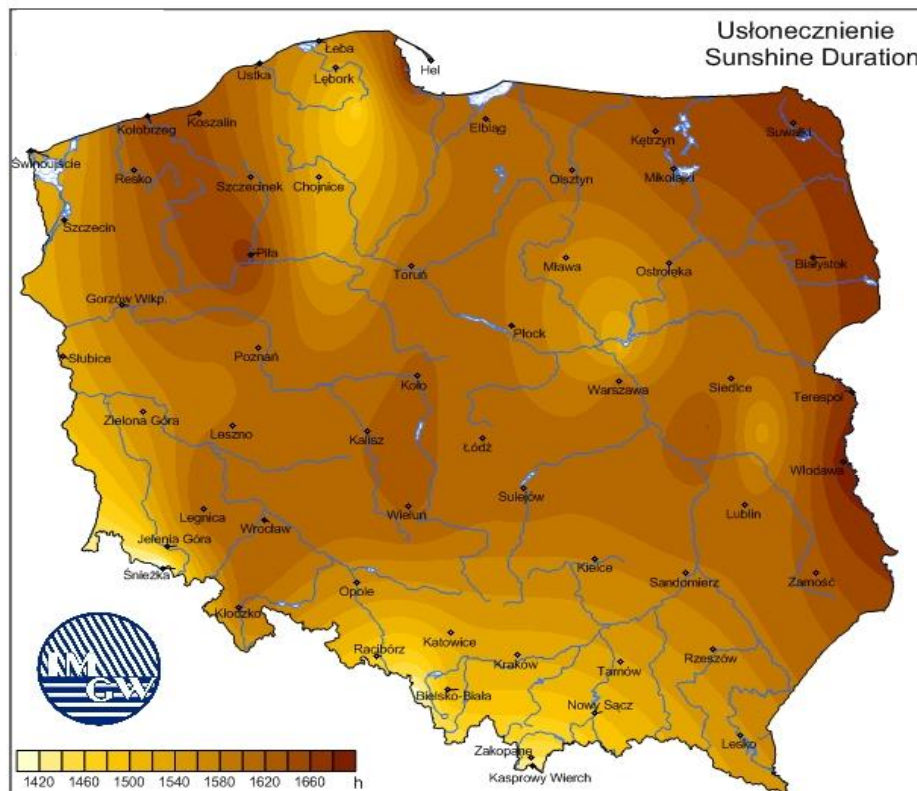 Usłonecznienie
Sunshine Duration
Łeba
Ustka
Lębork
Hel
Kołobrzeg
Koszalin
Elbląg
Kętrzyn
Suwałki
Świnoujście
Resko
Szczecinek
Chojnice
Olsztyn
Mikołajki
Szczecin
Piła
Toruń
Mława
Ostrołęka
Białystok
Gorzów Wlkp.
Płock
Słubice
Poznań
Koło
Warszawa
Siedlce
Terespol
Zielona Góra
Leszno
Kalisz
Łódź
Włodawa
Sulejów
Legnica
Wrocław
Wieluń
Lublin
Jelenia Góra
Śnieżka
Kielce
Sandomierz
Zamość
Opole
Kłodzko
Katowice
Racibórz
Kraków
Tarnów
Rzeszów
Bielsko-Biała
Nowy Sącz
Lesko
Zakopane
Kasprowy Wierch
IM
GW
1420 1460 1500 1540 1580 1620 1660 h